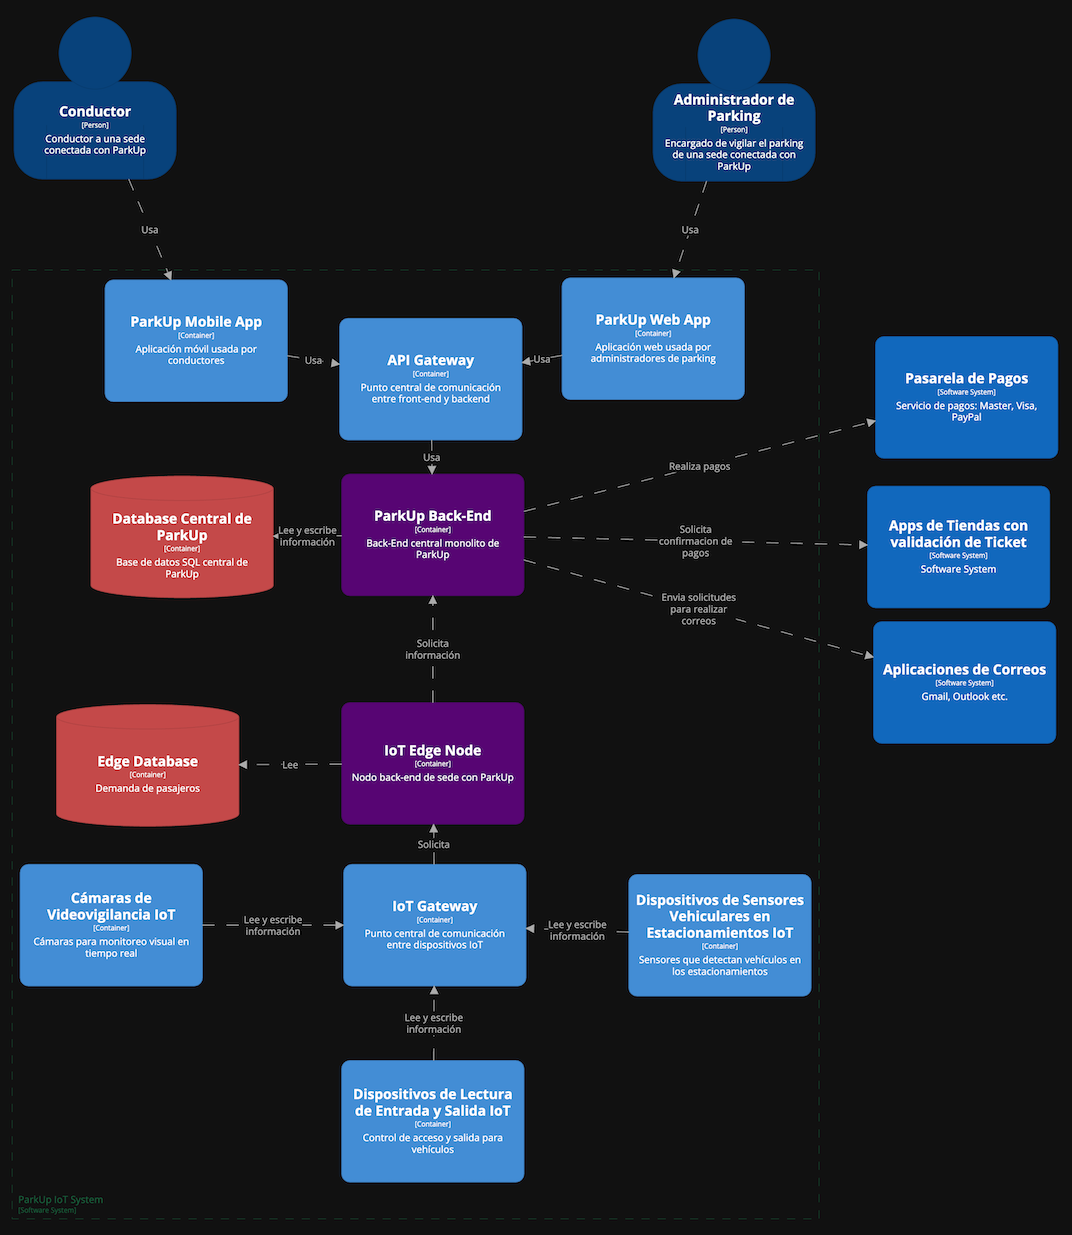 Conductor
[Person]
Conductor a una sede
conectada con ParkUp
Administrador de
Parking
[Person]
Encargado de vigilar el parking
de una sede conectada con
ParkUp
Usa
Usa
ParkUp Mobile App
[Container]
Aplicación móvil usada por
conductores
Usa
API Gateway
[Container]
Punto central de comunicación
entre front-end y backend
Usa
ParkUp Web App
[Container]
Aplicación web usada por
administradores de parking
Pasarela de Pagos
[Software System]
Servicio de pagos: Master, Visa,
PayPal
Usa
Realiza pagos
Database Central de
ParkUp
[Container]
Base de datos SQL central de
ParkUp
Lee y escribe
información
ParkUp Back-End
[Container]
Back-End central monolito de
ParkUp
Solicita
confirmacion de
pagos
Apps de Tiendas con
validación de Ticket
[Software System]
Software System
Envia solicitudes
para realizar
correos
Solicita
información
Aplicaciones de Correos
[Software System]
Gmail, Outlook etc.
Edge Database
[Container]
Demanda de pasajeros
Lee
IoT Edge Node
[Container]
Nodo back-end de sede con ParkUp
Solicita
Cámaras de
Videovigilancia IoT
[Container]
Cámaras para monitoreo visual en
tiempo real
Lee y escribe
información
IoT Gateway
[Container]
Punto central de comunicación
entre dispositivos IoT
Lee y escribe
información
Dispositivos de Sensores
Vehiculares en
Estacionamientos IoT
[Container]
Sensores que detectan vehículos en
los estacionamientos
Lee y escribe
información
Dispositivos de Lectura
de Entrada y Salida IoT
[Container]
Control de acceso y salida para
vehículos
ParkUp IoT System
[Software System]